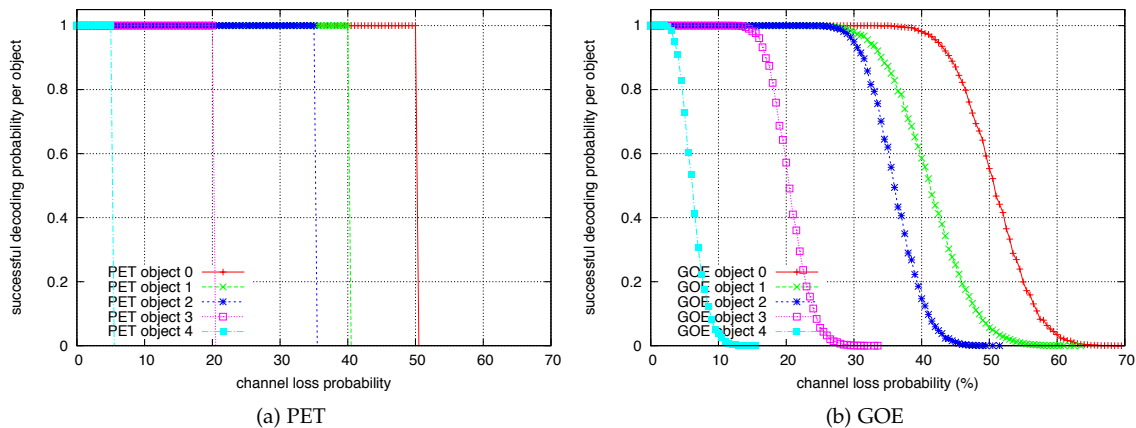 successful decoding probability per object
1
0.8
0.6
0.4
0.2
0
PET object 0
PET object 1
PET object 2
PET object 3
PET object 4
0 10 20 30 40 50 60 70
channel loss probability
(a) PET
successful decoding probability per object
1
0.8
0.6
0.4
0.2
0
GOE object 0
GOE object 1
GOE object 2
GOE object 3
GOE object 4
0 10 20 30 40 50 60 70
channel loss probability (%)
(b) GOE